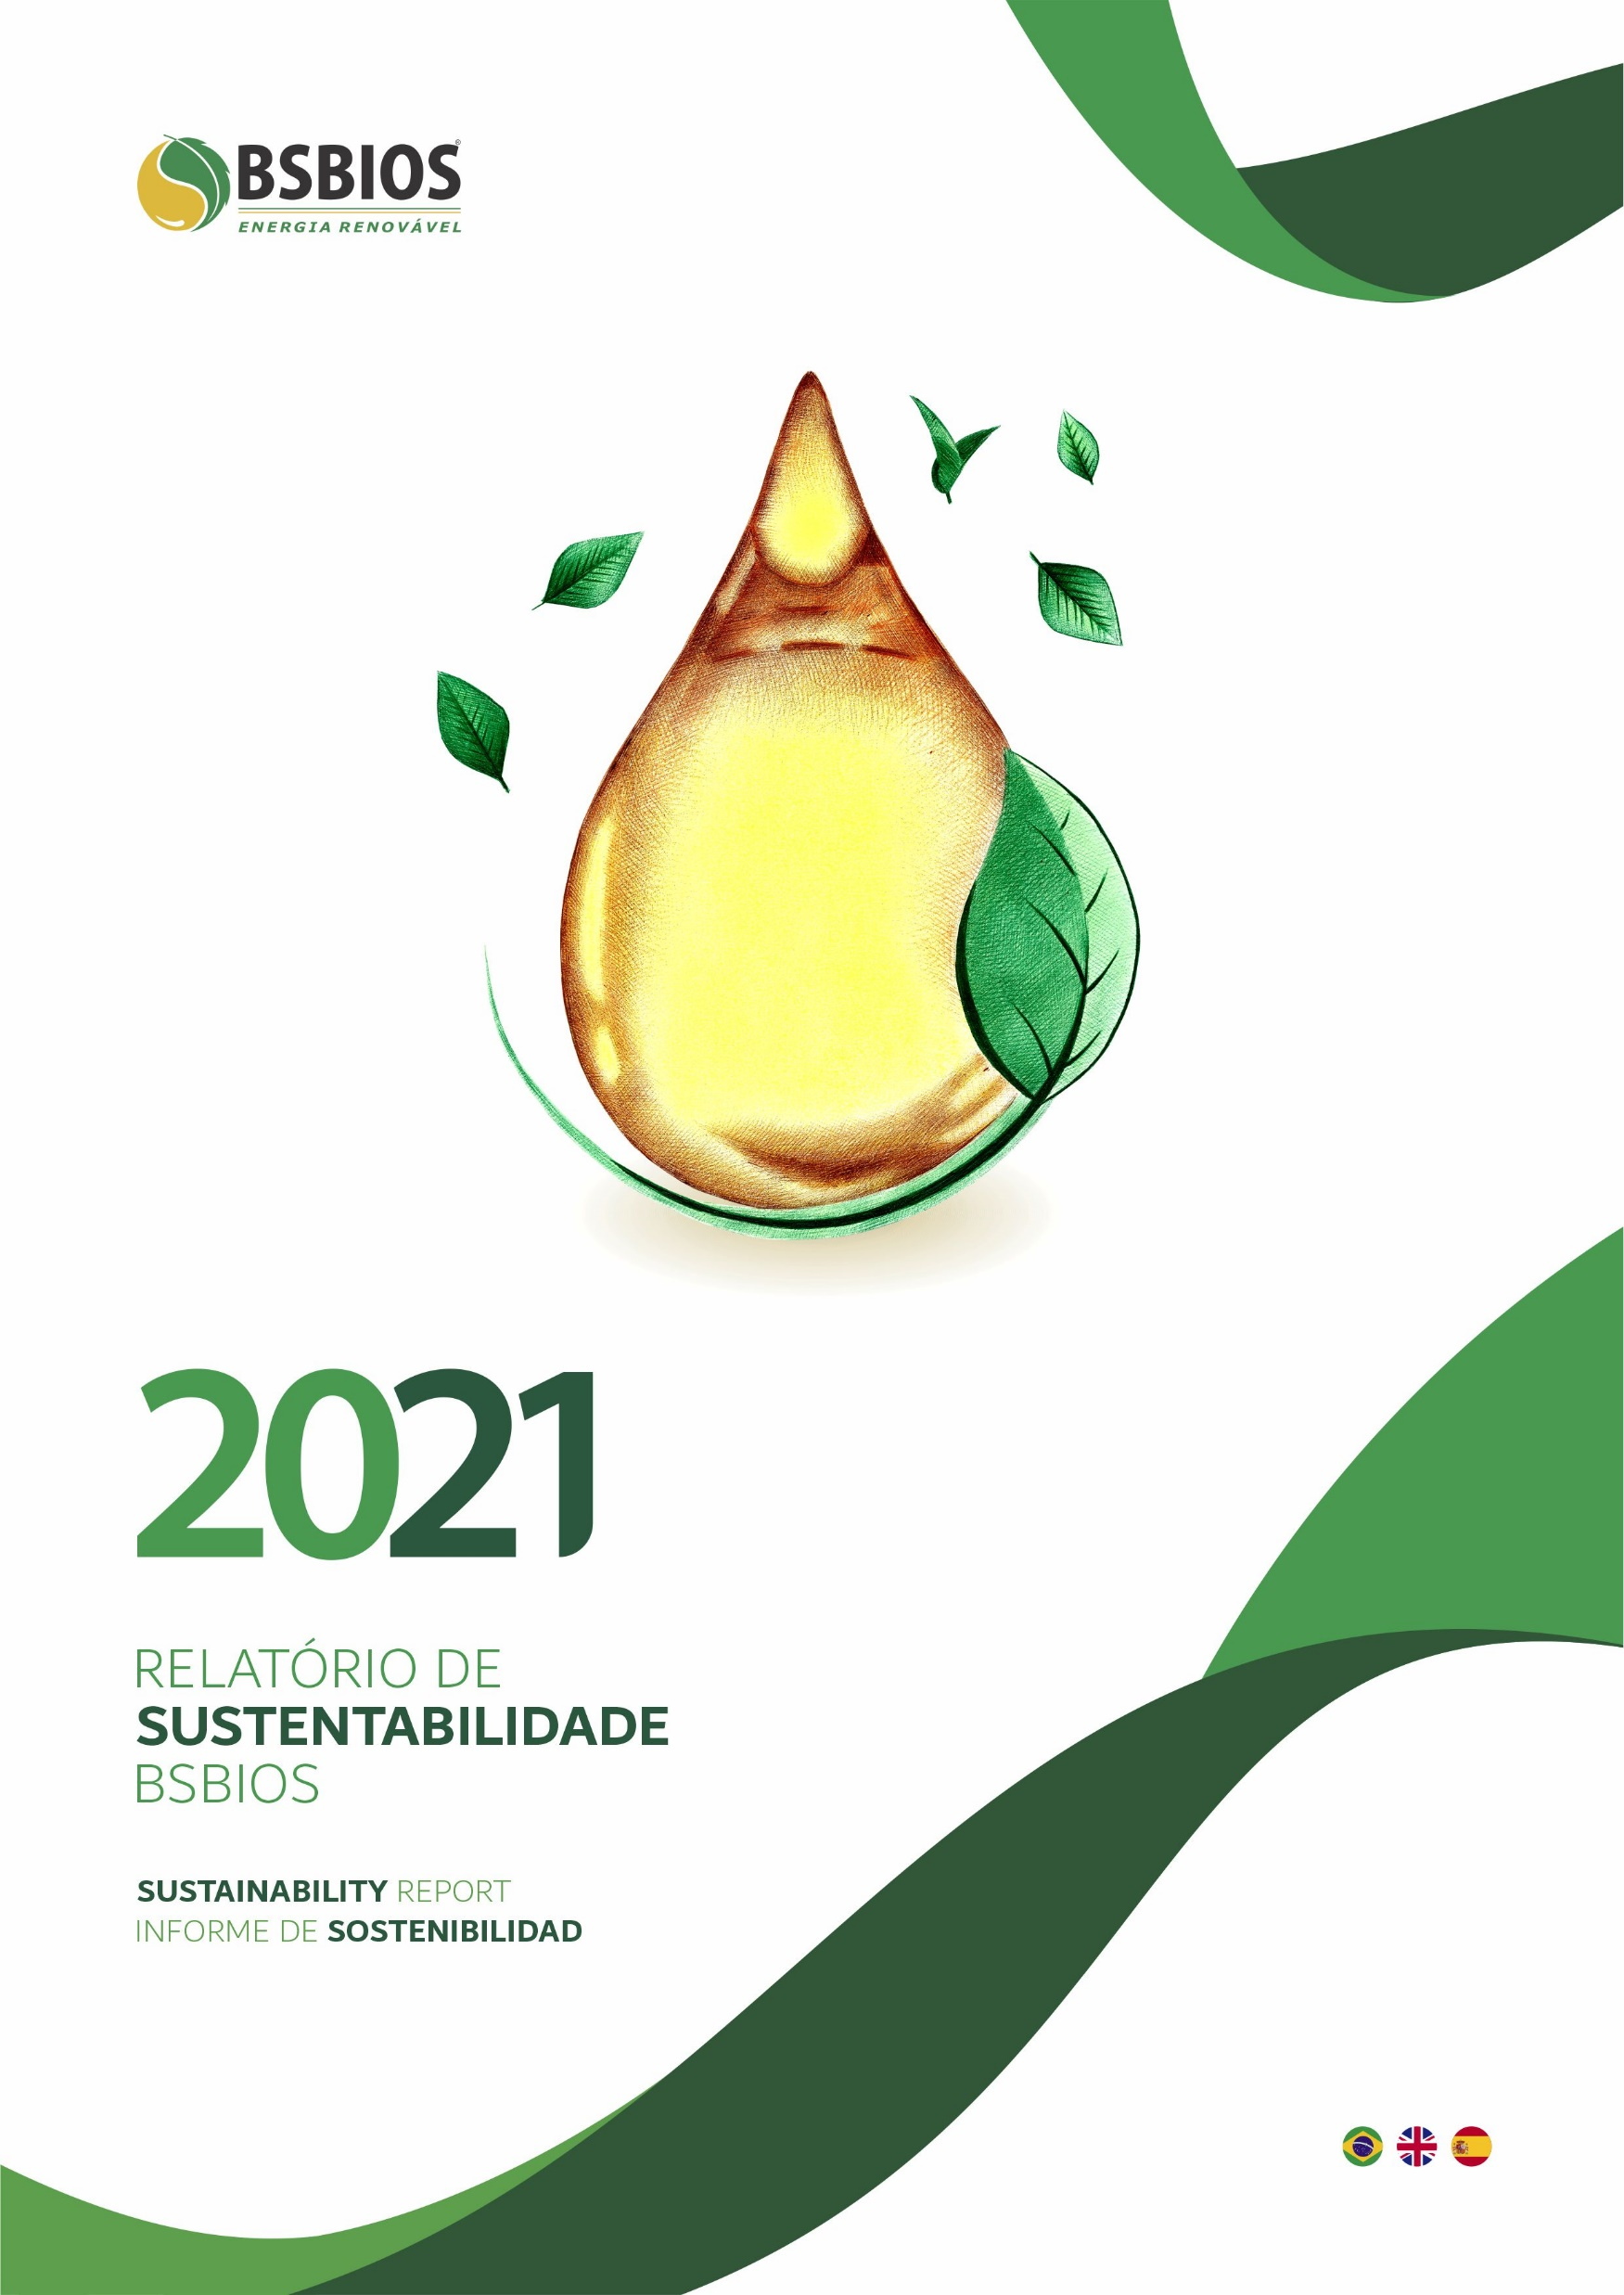 BSBIOS®
ENERGIA RENOVÁVEL
2021
RELATÓRIO DE
SUSTENTABILIDADE
BSBIOS
SUSTAINABILITY REPORT
INFORME DE SOSTENIBILIDAD